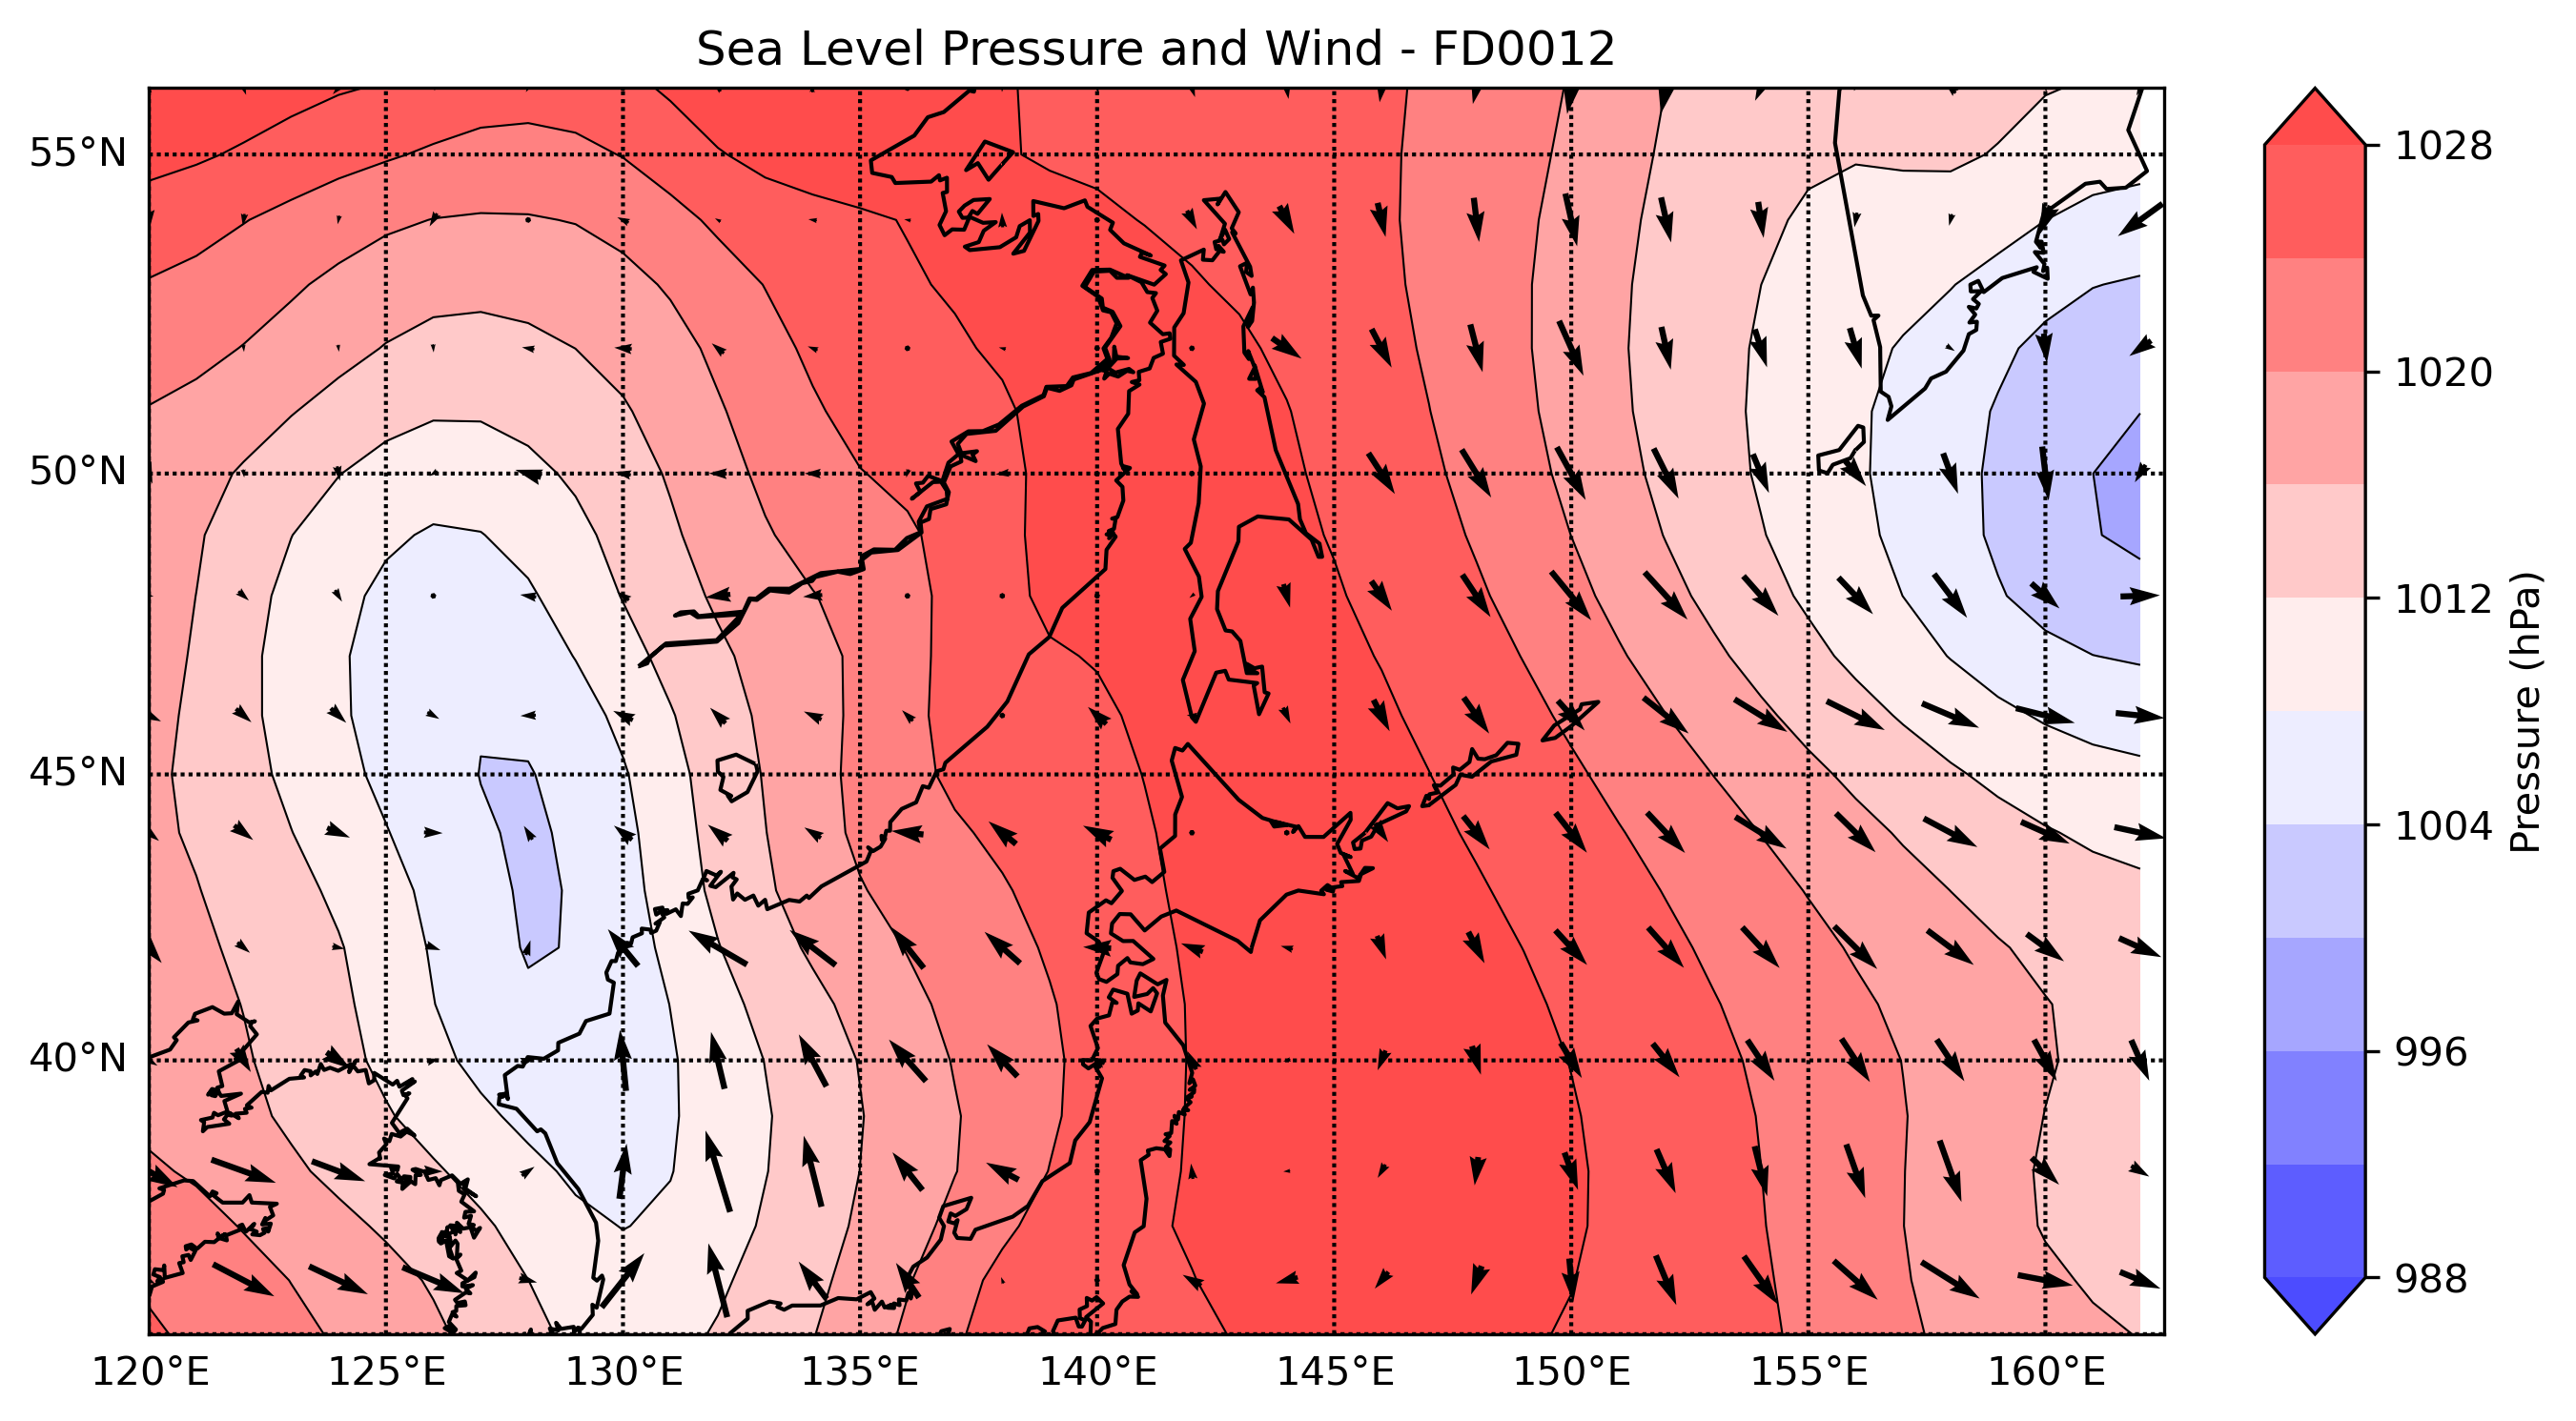 Sea Level Pressure and Wind - FD0012
55°N
50°N
45°N
40°N
120°E 125°E 130°E 135°E 140°E 145°E 150°E 155°E 160°E
1028
1020
1012
1004
996
988
Pressure (hPa)